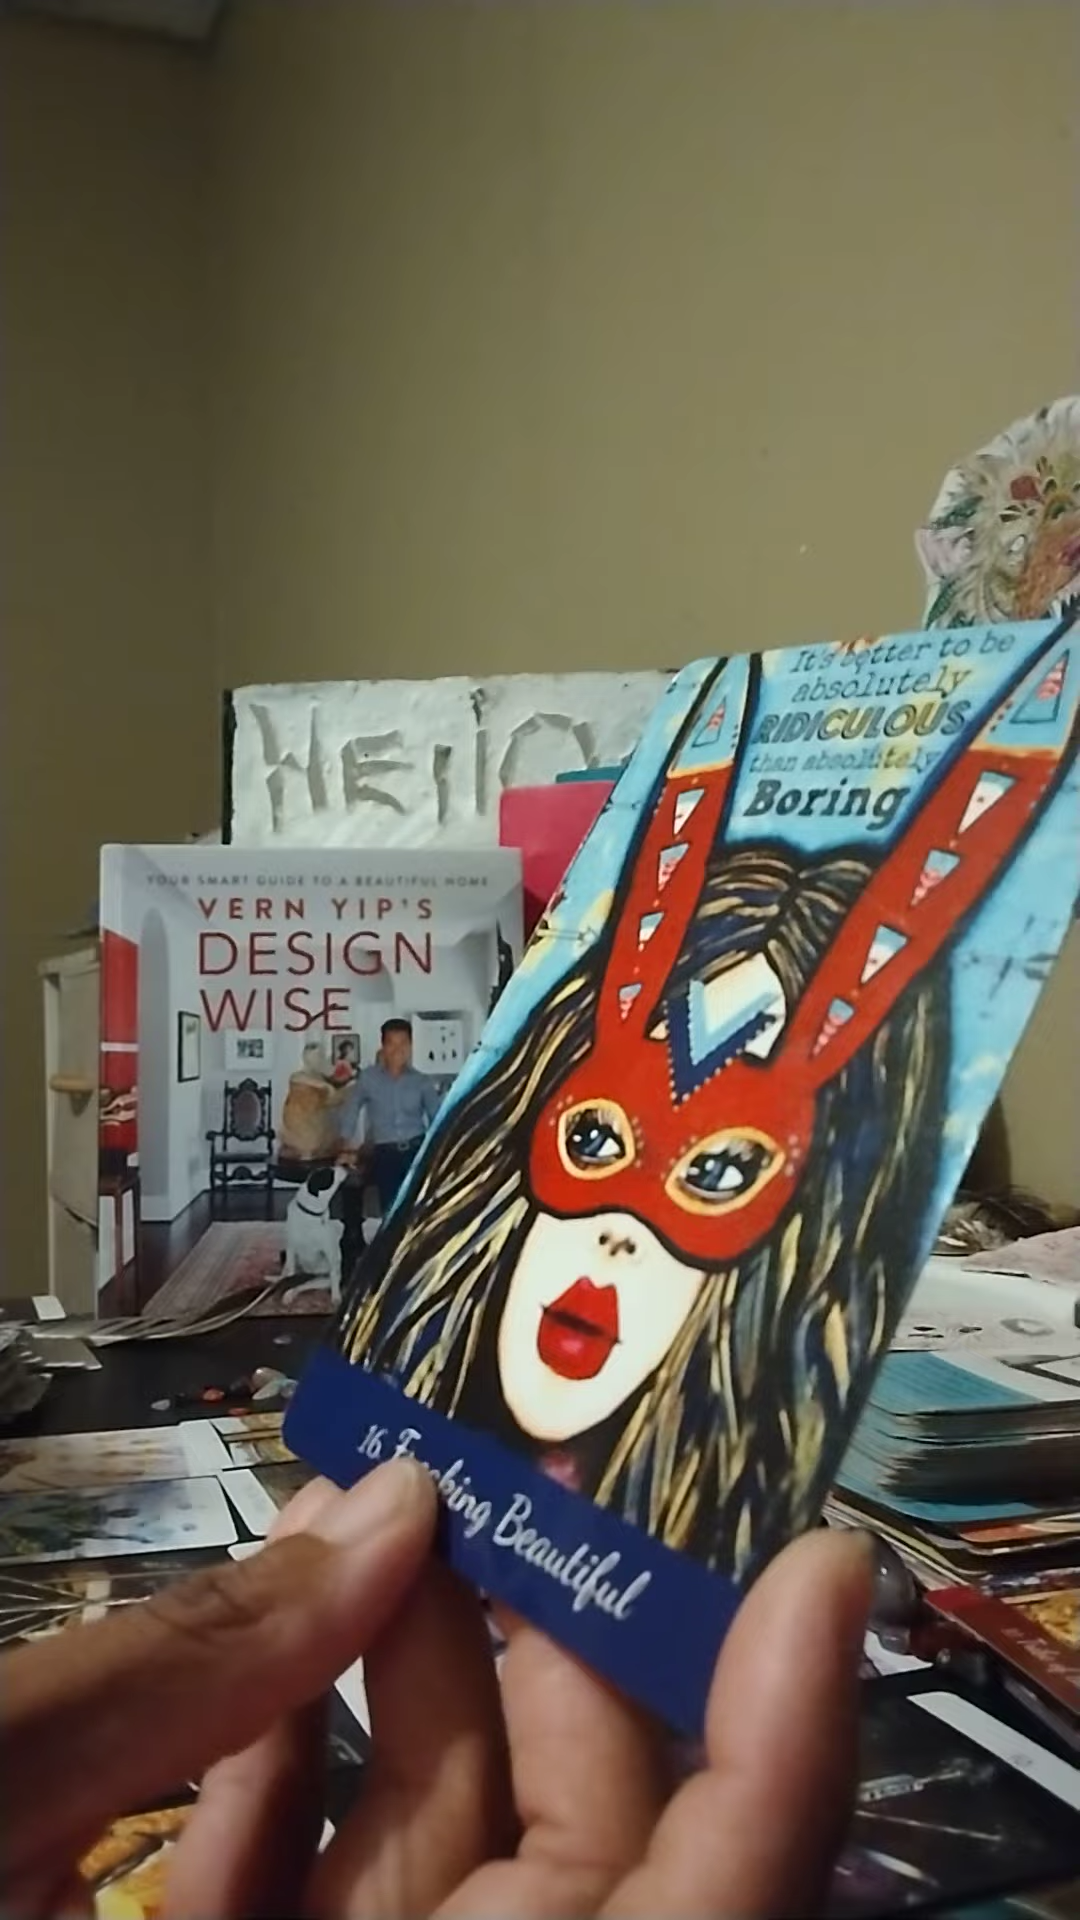 HEllO
It's better to be
absolutely
RIDICULOUS
than absolutely
Boring
YOUR SMART GUIDE TO A BEAUTIFUL HOME
VERN YIP'S
DESIGN
WISE
16 Beautiful